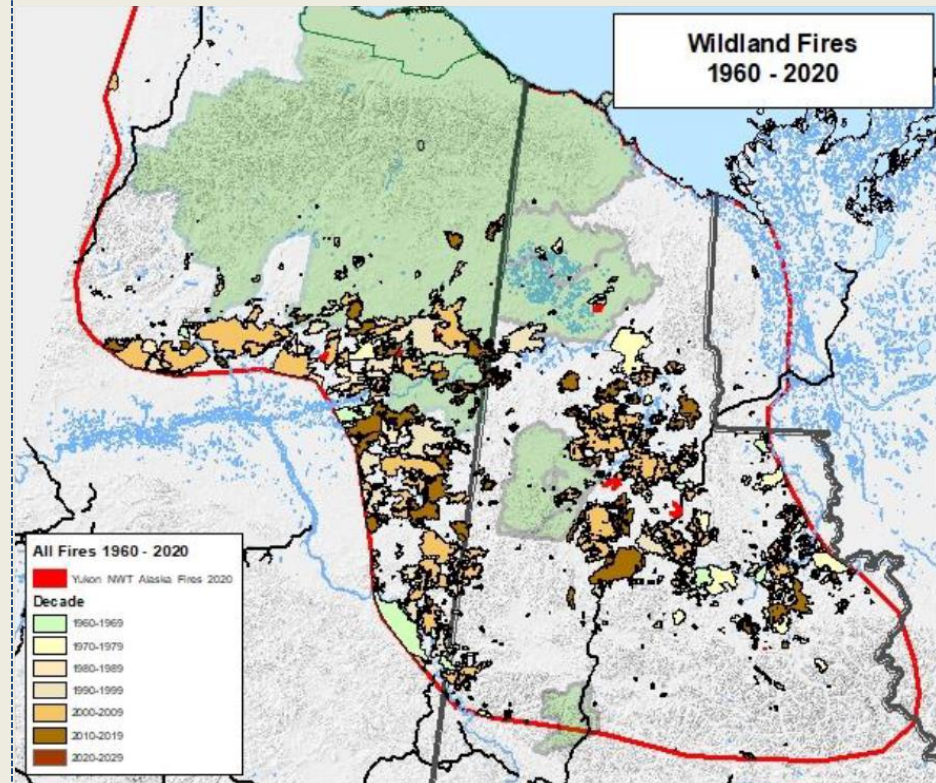 Wildland Fires
1960 - 2020
All Fires 1960 - 2020
Yukon NWT Alaska Fires 2020
Decade
1960-1969
1970-1979
1980-1989
1990-1999
2000-2009
2010-2019
2020-2029